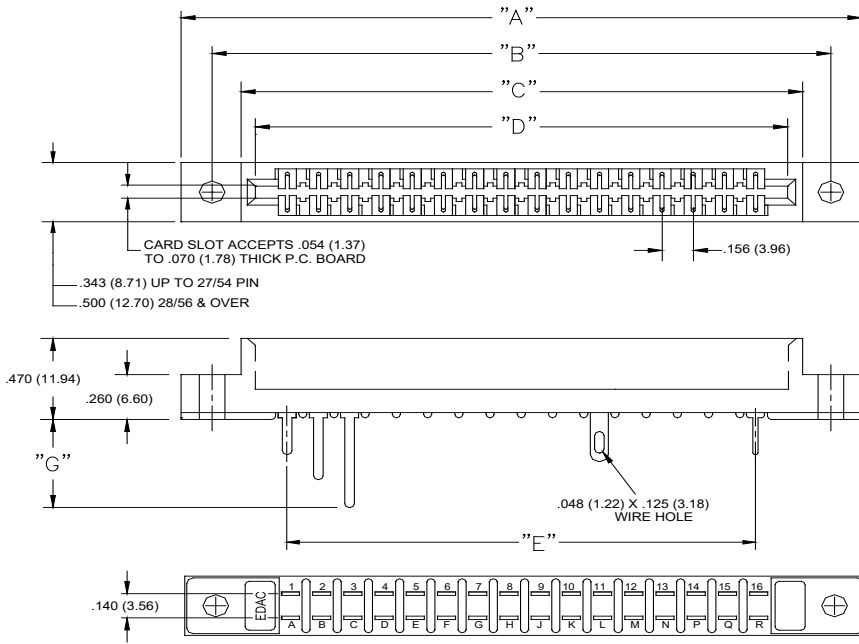 "A"
"B"
"C"
"D"
CARD SLOT ACCEPTS .054 (1.37)
TO .070 (1.78) THICK P.C. BOARD
.156 (3.96)
.343 (8.71) UP TO 27/54 PIN
.500 (12.70) 28/56 & OVER
.470 (11.94)
.260 (6.60)
"G"
.048 (1.22) X .125 (3.18)
WIRE HOLE
"E"
.140 (3.56)
EDAC
1 2 3 4 5 6 7 8 9 10 11 12 13 14 15 16
A B C D E F G H J K L M N P Q R